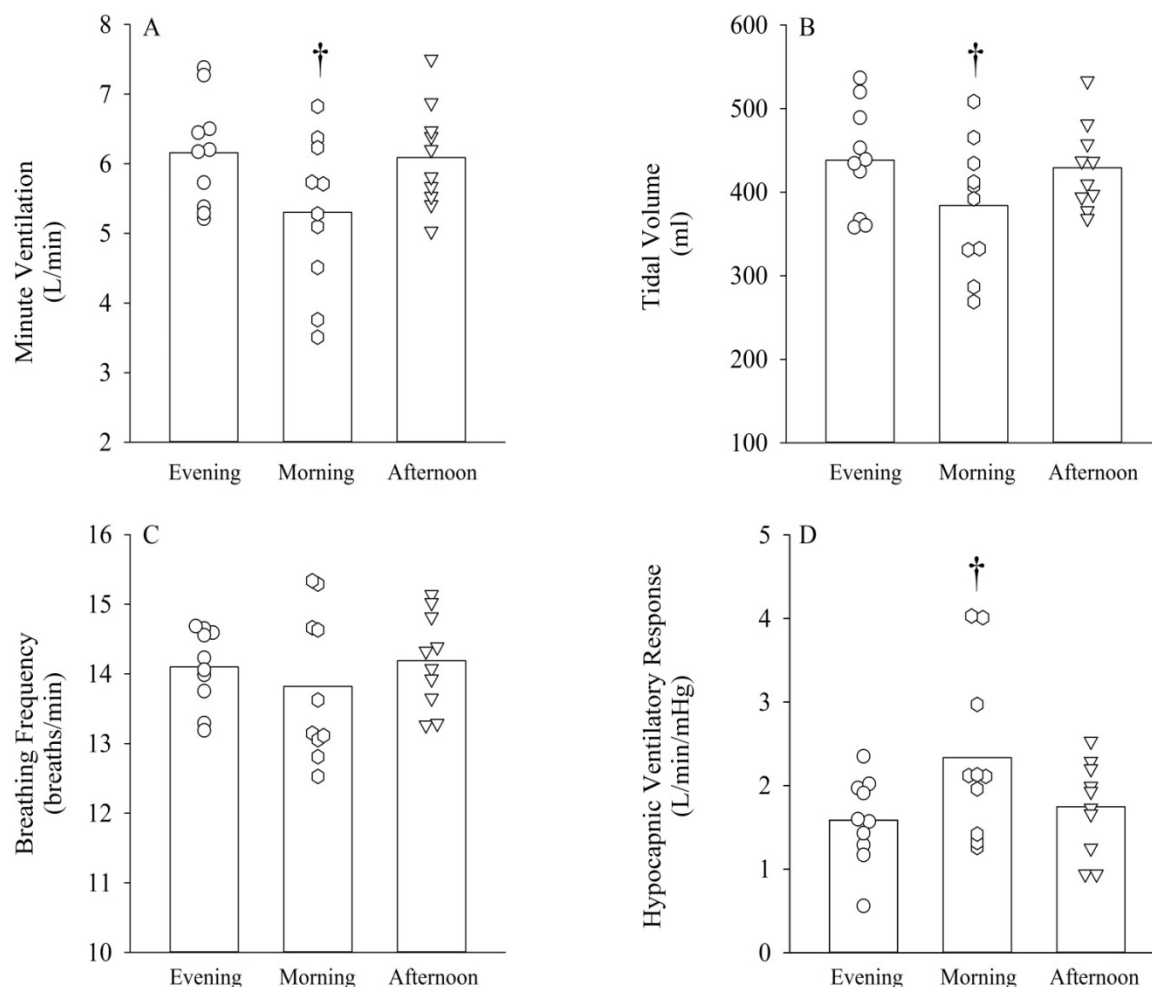 A
†
Minute Ventilation
(L/min)
8
7
6
5
4
3
2
Evening Morning Afternoon
B
†
Tidal Volume
(ml)
600
500
400
300
200
100
Evening Morning Afternoon
C
Breathing Frequency
(breaths/min)
16
15
14
13
12
11
10
Evening Morning Afternoon
D
†
Hypocapnic Ventilatory Response
(L/min/mmHg)
5
4
3
2
1
0
Evening Morning Afternoon